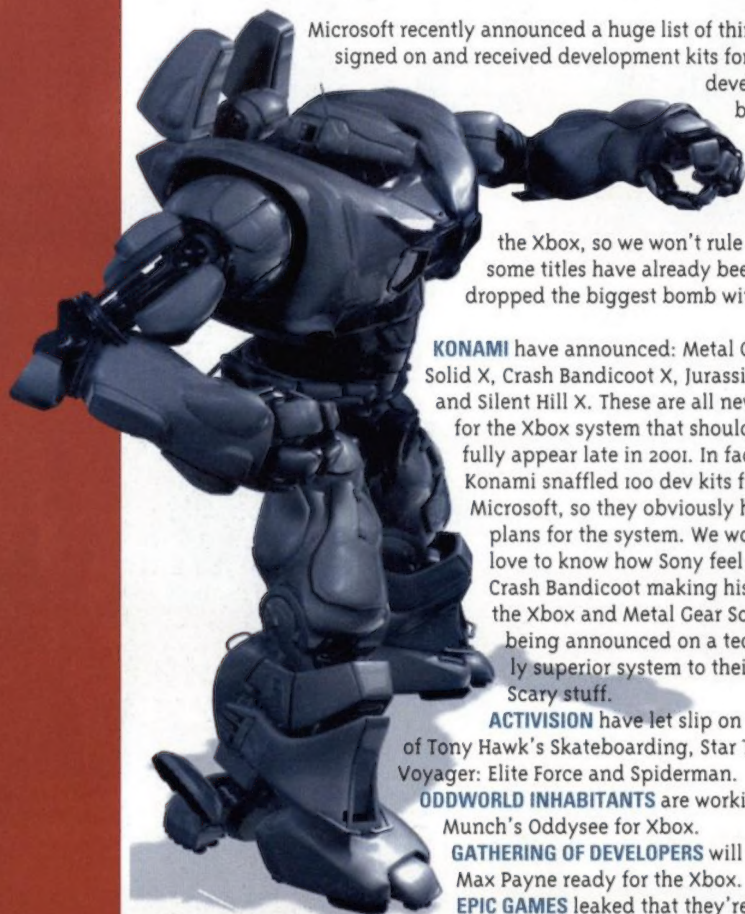 Microsoft recently announced a huge list of thi
signed on and received development kits for
deve
b
the Xbox, so we won't rule
some titles have already bee
dropped the biggest bomb wi
KONAMI have announced: Metal G
Solid X, Crash Bandicoot X, Jurassi
and Silent Hill X. These are all nev
for the Xbox system that should
fully appear late in 2001. In fac
Konami snaffled 100 dev kits f
Microsoft, so they obviously h
plans for the system. We wo
love to know how Sony feel
Crash Bandicoot making his
the Xbox and Metal Gear So
being announced on a tec
ly superior system to thei
Scary stuff.
ACTIVISION have let slip on
of Tony Hawk's Skateboarding, Star T
Voyager: Elite Force and Spiderman.
ODDWORLD INHABITANTS are worki
Munch's Oddysee for Xbox.
GATHERING OF DEVELOPERS will
Max Payne ready for the Xbox.
EPIC GAMES leaked that they're